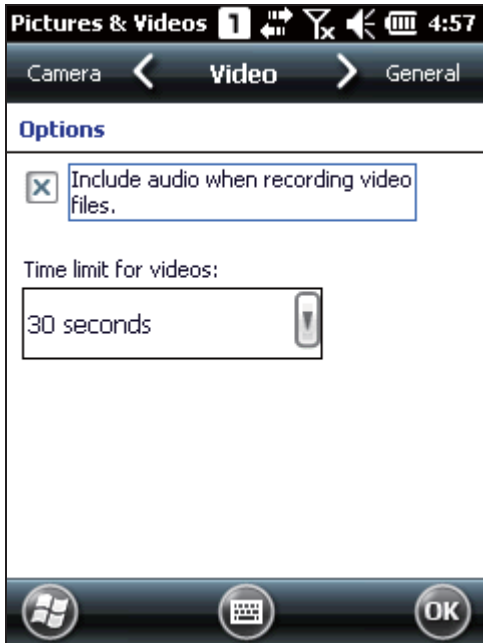 Pictures & Videos 1 4:57
Camera Video General
Options
Include audio when recording video
files.
Time limit for videos:
30 seconds
OK